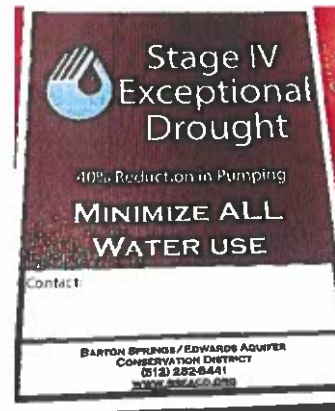 Stage IV
Exceptional
Drought
40% Reduction in Pumping
MINIMIZE ALL
WATER USE
Contact:
BARTON SPRINGS/EDWARDS AQUIFER
CONSERVATION DISTRICT
(512) 282-8441
WWW.BSEACD.ORG